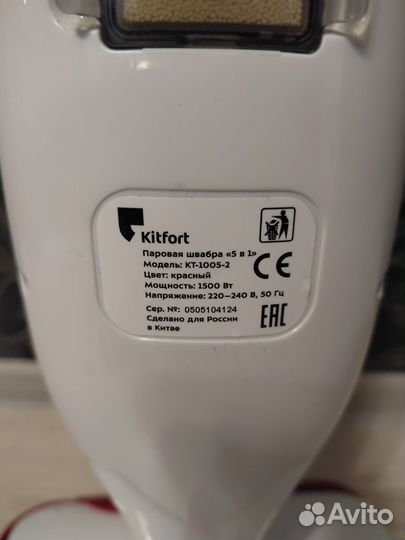 Kitfort
Паровая швабра «5 в 1»
Модель: КТ-1005-2
Цвет: красный
Мощность: 1500 Вт
Напряжение: 220–240 В, 50 Гц
Сер. №: 0505104124
Сделано для России
в Китае
CE
EAC
Avito